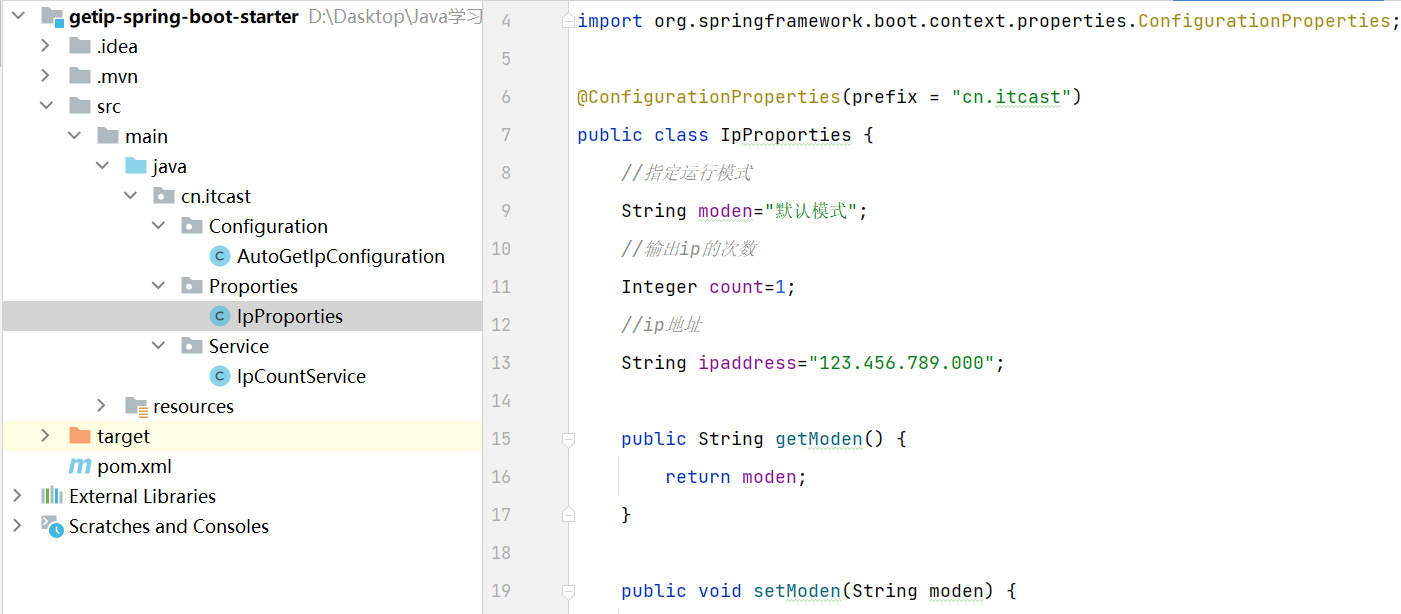 getip-spring-boot-starter D:\Dasktop\Java学习
.idea
.mvn
src
main
java
cn.itcast
Configuration
AutoGetIpConfiguration
Proporties
IpProporties
Service
IpCountService
resources
target
pom.xml
External Libraries
Scratches and Consoles
4 import org.springframework.boot.context.properties.ConfigurationProperties;
5
6 @ConfigurationProperties(prefix = "cn.itcast")
7 public class IpProporties {
8 //指定运行模式
9 String moden="默认模式";
10 //输出ip的次数
11 Integer count=1;
12 //ip地址
13 String ipaddress="123.456.789.000";
14
15 public String getModen() {
16 return moden;
17 }
18
19 public void setModen(String moden) {